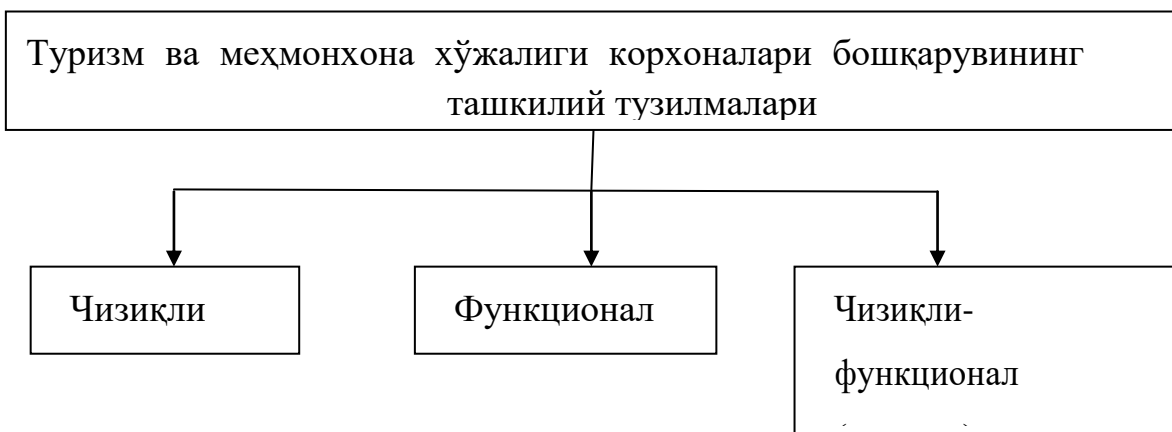 Туризм ва меҳмонхона хўжалиги корхоналари бошқарувининг
ташкилий тузилмалари
Чизиқли
Функционал
Чизиқли-
функционал